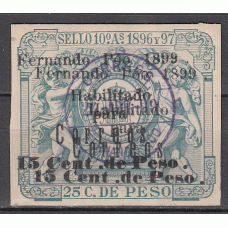 SELLO 10º AS 1896 Y 97
Fernando Póo 1899
Fernando Póo 1899
Habilitado
Habilitado
para
Correos
Correos
15 Cent. de Peso.
15 Cent. de Peso.
25 C. DE PESO